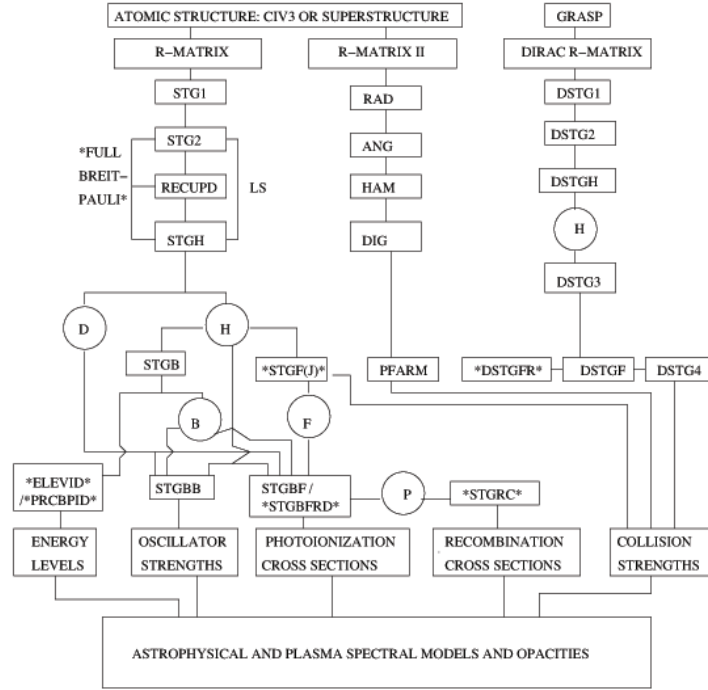 ATOMIC STRUCTURE: CIV3 OR SUPERSTRUCTURE
GRASP
R−MATRIX
R−MATRIX II
DIRAC R−MATRIX
STG1
RAD
DSTG1
*FULL
BREIT−
PAULI*
STG2
LS
ANG
DSTG2
RECUPD
HAM
DSTGH
STGH
DIG
H
DSTG3
D
H
STGB
*STGF(J)*
PFARM
*DSTGFR*
DSTGF
DSTG4
B
F
*ELEVID*
/*PRCBPID*
STGBB
STGBF /
*STGBFRD*
P
*STGRC*
ENERGY
LEVELS
OSCILLATOR
STRENGTHS
PHOTOIONIZATION
CROSS SECTIONS
RECOMBINATION
CROSS SECTIONS
COLLISION
STRENGTHS
ASTROPHYSICAL AND PLASMA SPECTRAL MODELS AND OPACITIES